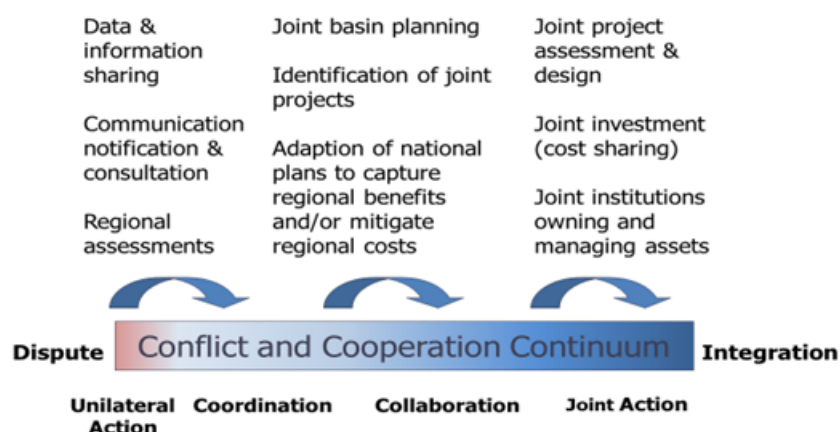 Data &
information
sharing
Communication
notification &
consultation
Regional
assessments
Joint basin planning
Identification of joint
projects
Adaption of national
plans to capture
regional benefits
and/or mitigate
regional costs
Joint project
assessment &
design
Joint investment
(cost sharing)
Joint institutions
owning and
managing assets
Dispute
Conflict and Cooperation Continuum
Integration
Unilateral
Action
Coordination
Collaboration
Joint Action